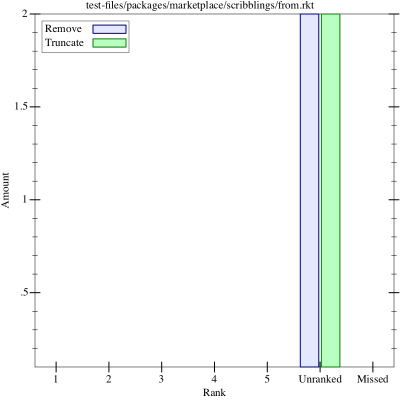 test-files/packages/marketplace/scribblings/from.rkt
2
Remove
Truncate
1.5
1
.5
Amount
1 2 3 4 5 Unranked Missed
Rank